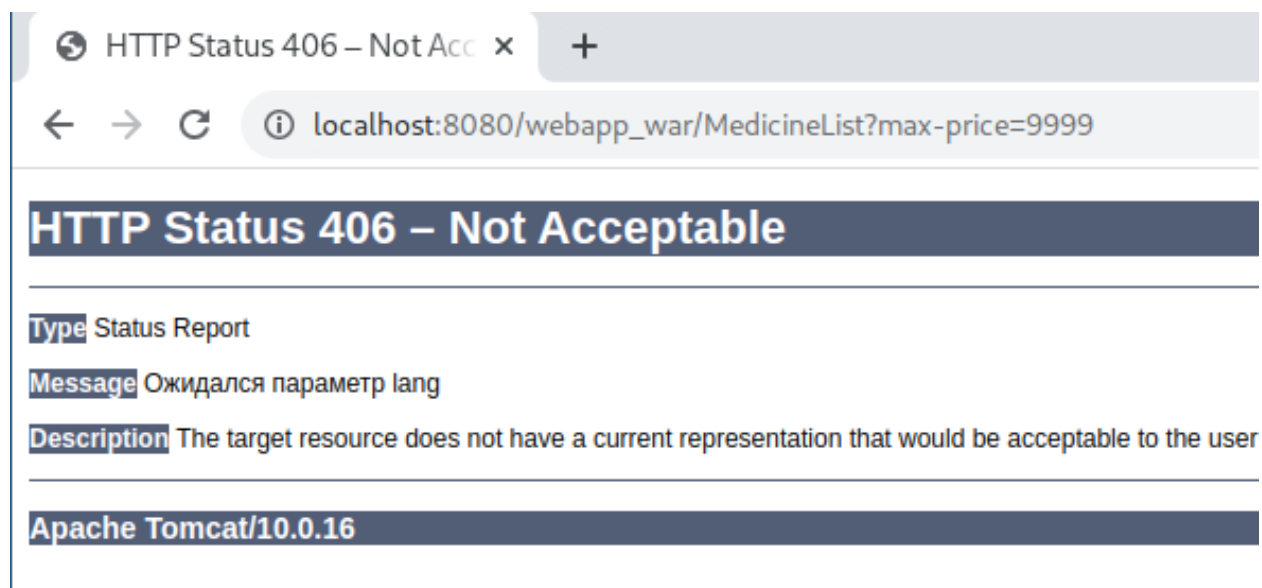 HTTP Status 406 – Not Acc
localhost:8080/webapp_war/MedicineList?max-price=9999
HTTP Status 406 – Not Acceptable
Type Status Report
Message Ожидался параметр lang
Description The target resource does not have a current representation that would be acceptable to the user
Apache Tomcat/10.0.16